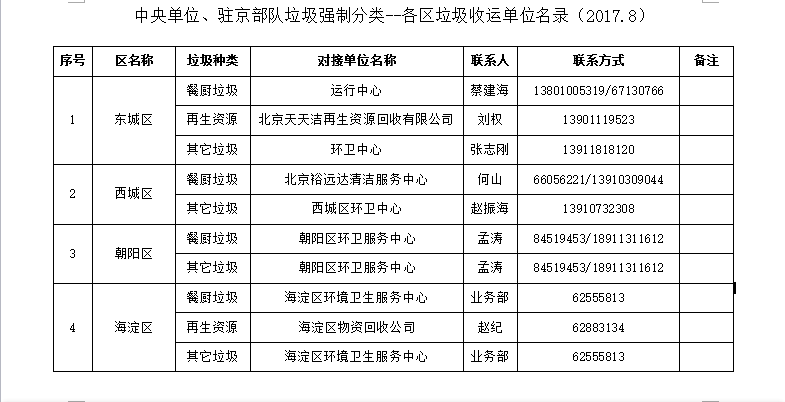 中央单位、驻京部队垃圾强制分类--各区垃圾收运单位名录（2017.8）
序号 区名称 垃圾种类 对接单位名称 联系人 联系方式 备注
1 东城区 餐厨垃圾 运行中心 蔡建海 13801005319/67130766
再生资源 北京天天洁再生资源回收有限公司 刘权 13901119523
其它垃圾 环卫中心 张志刚 13911818120
2 西城区 餐厨垃圾 北京裕远达清洁服务中心 何山 66056221/13910309044
其它垃圾 西城区环卫中心 赵振海 13910732308
3 朝阳区 餐厨垃圾 朝阳区环卫服务中心 孟涛 84519453/18911311612
其它垃圾 朝阳区环卫服务中心 孟涛 84519453/18911311612
4 海淀区 餐厨垃圾 海淀区环境卫生服务中心 业务部 62555813
再生资源 海淀区物资回收公司 赵纪 62883134
其它垃圾 海淀区环境卫生服务中心 业务部 62555813